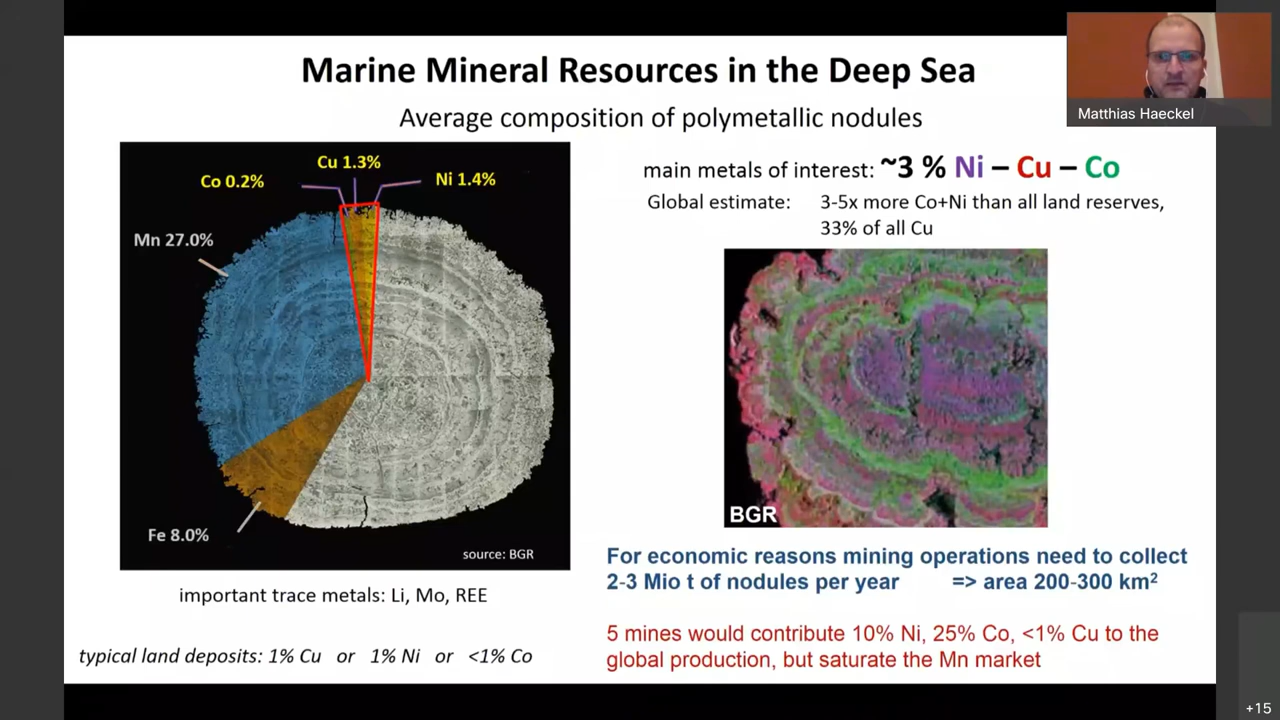 Marine Mineral Resources in the Deep Sea
Matthias Haeckel
Average composition of polymetallic nodules
Cu 1.3%
Co 0.2%
Ni 1.4%
Mn 27.0%
Fe 8.0%
source: BGR
important trace metals: Li, Mo, REE
typical land deposits: 1% Cu or 1% Ni or <1% Co
main metals of interest: ~3 % Ni – Cu – Co
Global estimate: 3-5x more Co+Ni than all land reserves,
33% of all Cu
BGR
For economic reasons mining operations need to collect
2-3 Mio t of nodules per year => area 200-300 km²
5 mines would contribute 10% Ni, 25% Co, <1% Cu to the
global production, but saturate the Mn market
+15